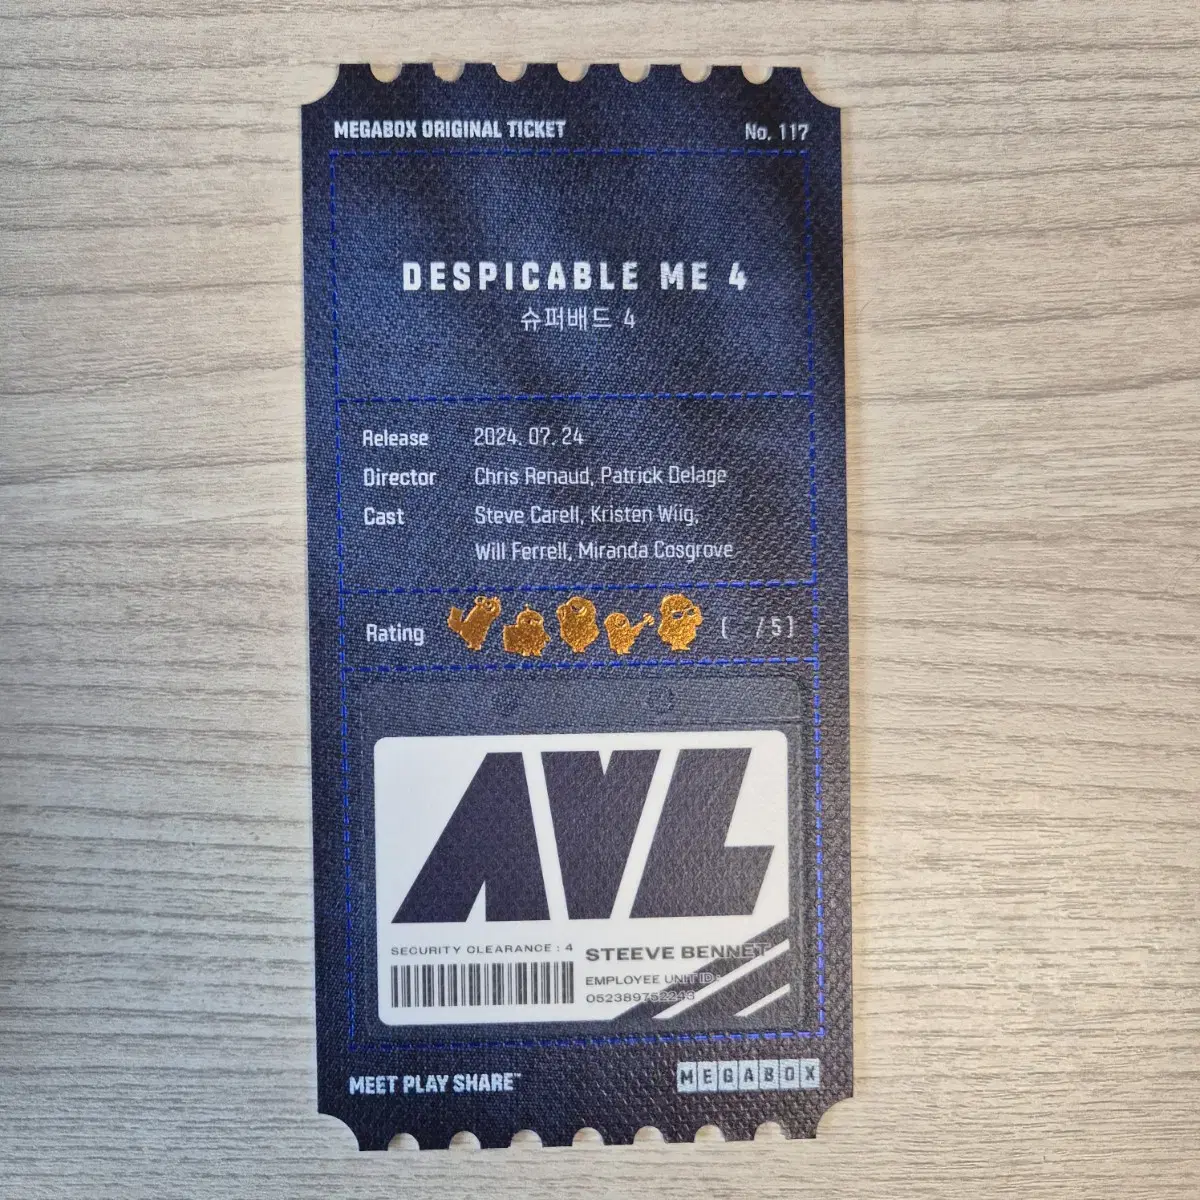 MEGABOX ORIGINAL TICKET No. 117
DESPICABLE ME 4
슈퍼배드 4
Release 2024. 07. 24
Director Chris Renaud, Patrick Delage
Cast Steve Carell, Kristen Wiig,
Will Ferrell, Miranda Cosgrove
Rating [ /5]
AVL
SECURITY CLEARANCE : 4
STEEVE BENNET
EMPLOYEE UNIT ID:
052389752243
MEET PLAY SHARE™
MEGABOX